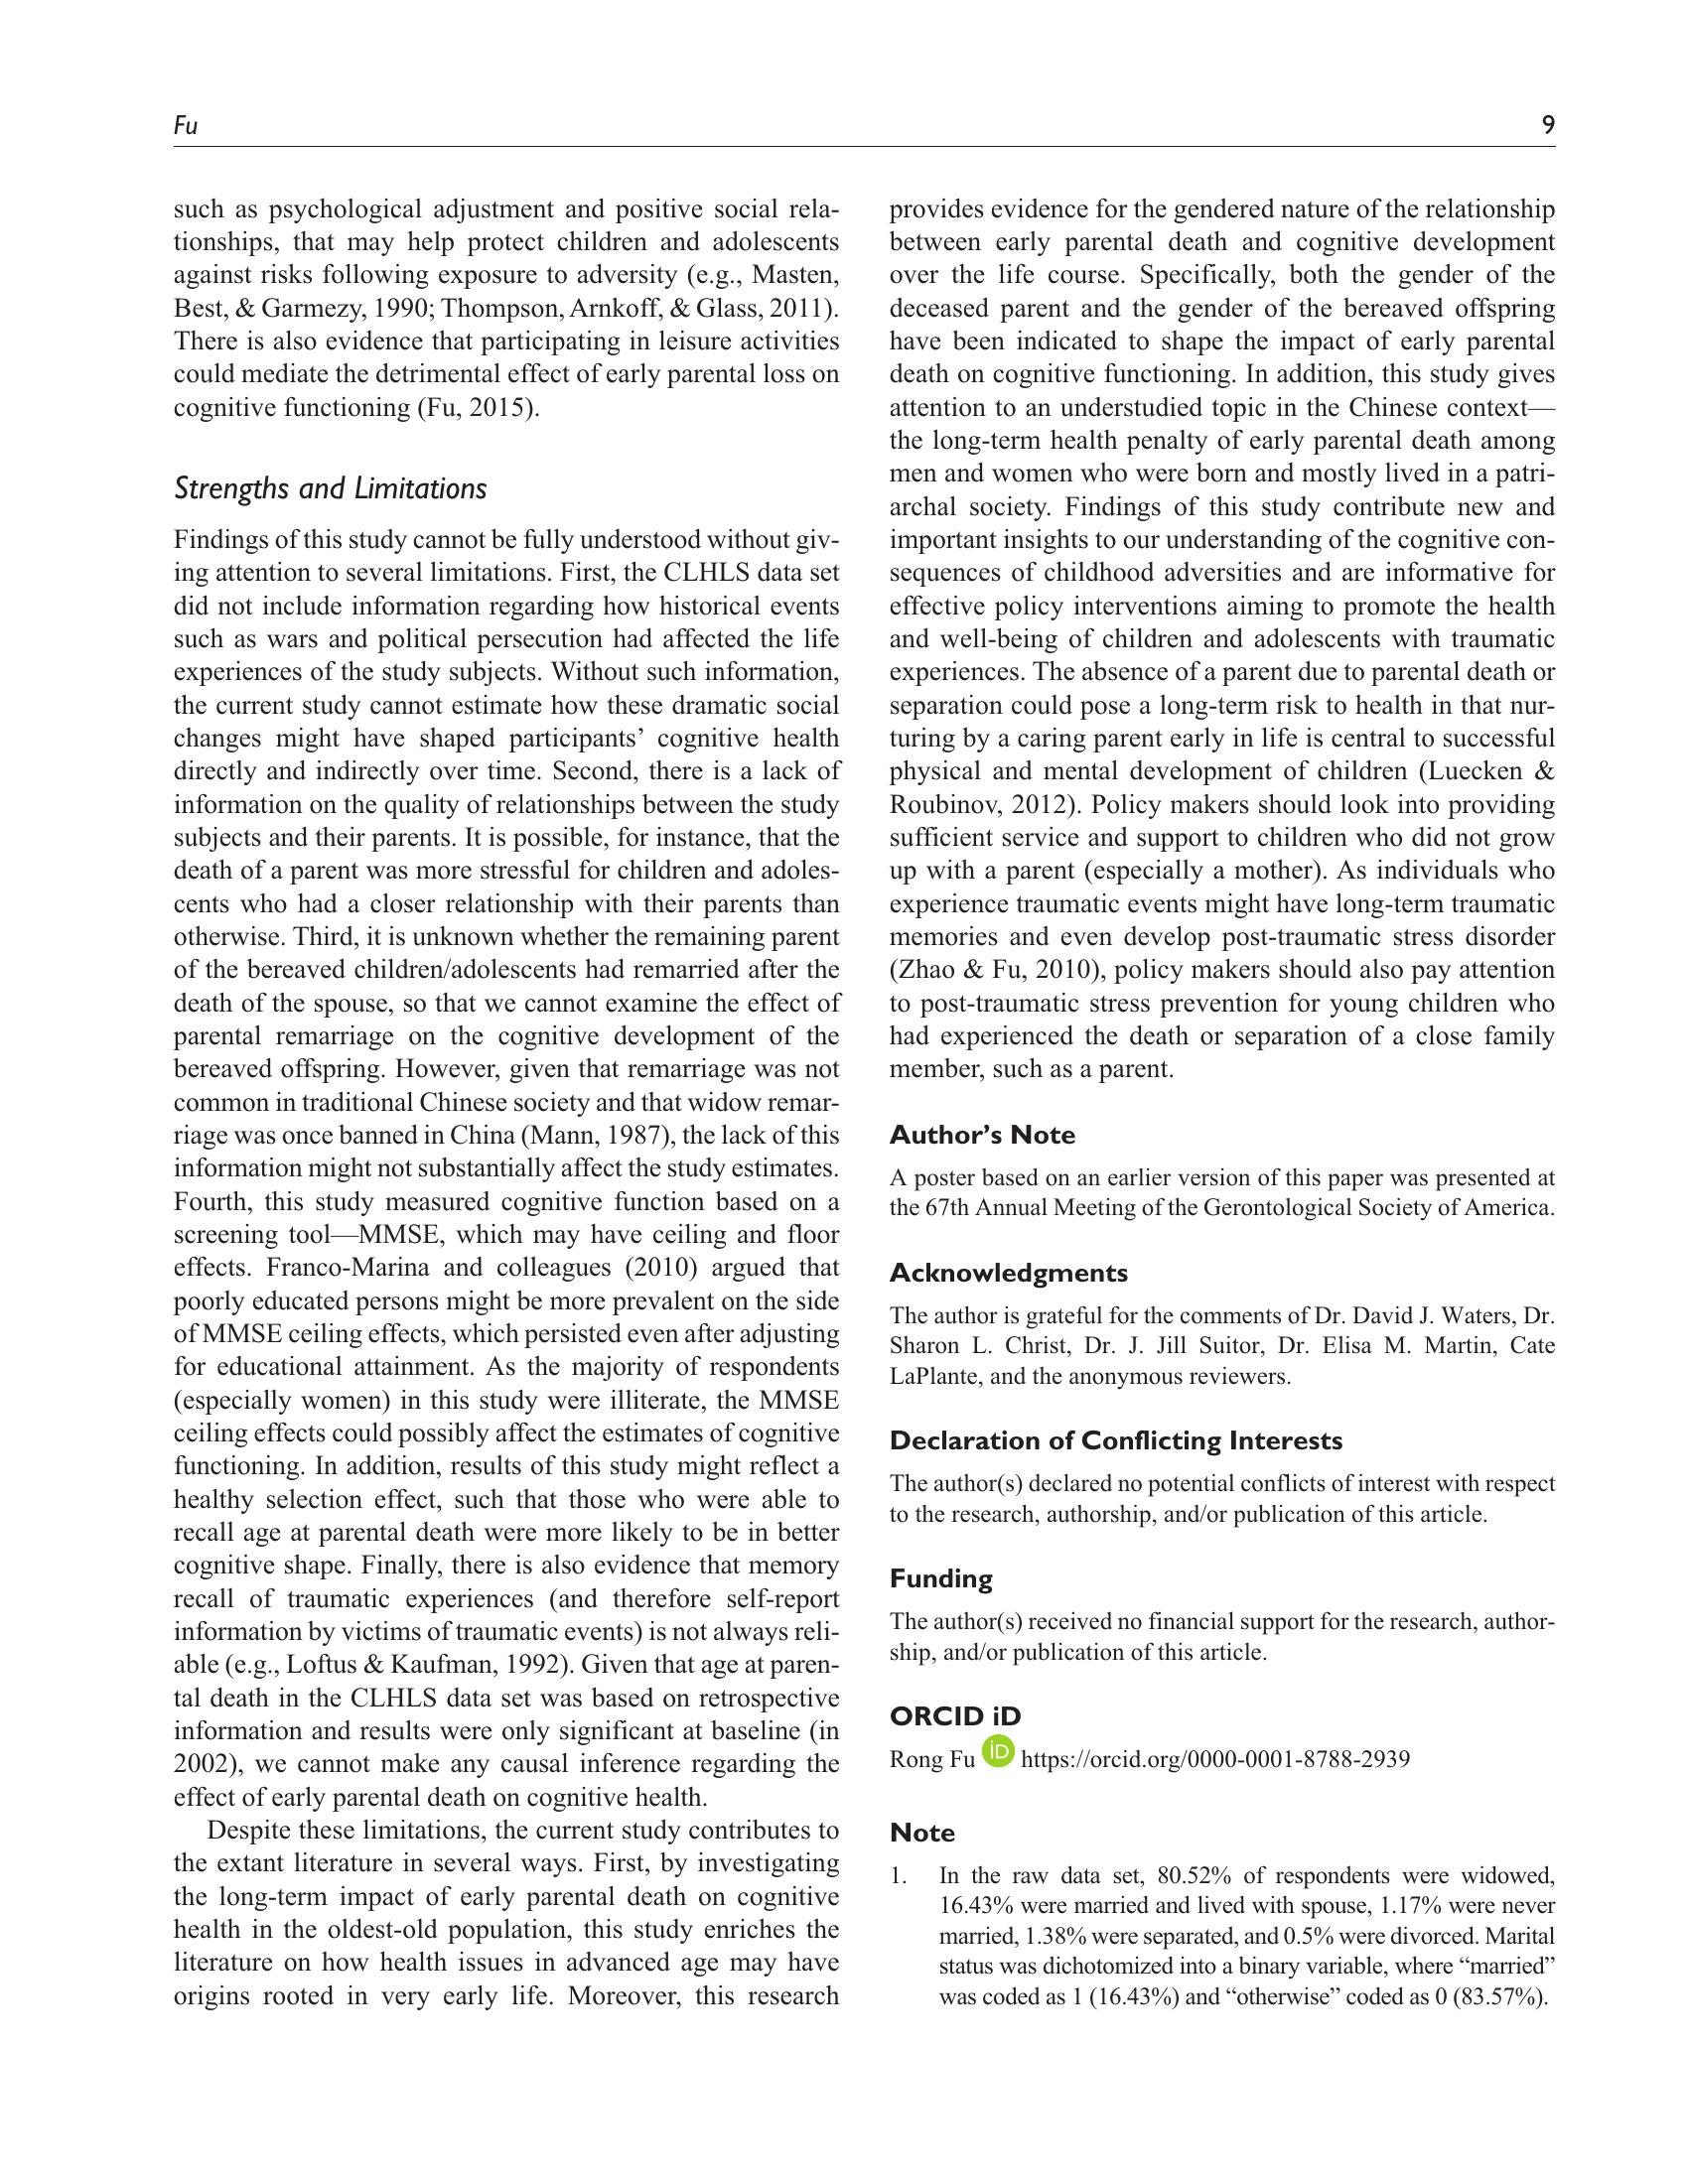 Fu
9
such as psychological adjustment and positive social rela-
tionships, that may help protect children and adolescents
against risks following exposure to adversity (e.g., Masten,
Best, & Garmezy, 1990; Thompson, Arnkoff, & Glass, 2011).
There is also evidence that participating in leisure activities
could mediate the detrimental effect of early parental loss on
cognitive functioning (Fu, 2015).
Strengths and Limitations
Findings of this study cannot be fully understood without giv-
ing attention to several limitations. First, the CLHLS data set
did not include information regarding how historical events
such as wars and political persecution had affected the life
experiences of the study subjects. Without such information,
the current study cannot estimate how these dramatic social
changes might have shaped participants’ cognitive health
directly and indirectly over time. Second, there is a lack of
information on the quality of relationships between the study
subjects and their parents. It is possible, for instance, that the
death of a parent was more stressful for children and adoles-
cents who had a closer relationship with their parents than
otherwise. Third, it is unknown whether the remaining parent
of the bereaved children/adolescents had remarried after the
death of the spouse, so that we cannot examine the effect of
parental remarriage on the cognitive development of the
bereaved offspring. However, given that remarriage was not
common in traditional Chinese society and that widow remar-
riage was once banned in China (Mann, 1987), the lack of this
information might not substantially affect the study estimates.
Fourth, this study measured cognitive function based on a
screening tool—MMSE, which may have ceiling and floor
effects. Franco-Marina and colleagues (2010) argued that
poorly educated persons might be more prevalent on the side
of MMSE ceiling effects, which persisted even after adjusting
for educational attainment. As the majority of respondents
(especially women) in this study were illiterate, the MMSE
ceiling effects could possibly affect the estimates of cognitive
functioning. In addition, results of this study might reflect a
healthy selection effect, such that those who were able to
recall age at parental death were more likely to be in better
cognitive shape. Finally, there is also evidence that memory
recall of traumatic experiences (and therefore self-report
information by victims of traumatic events) is not always reli-
able (e.g., Loftus & Kaufman, 1992). Given that age at paren-
tal death in the CLHLS data set was based on retrospective
information and results were only significant at baseline (in
2002), we cannot make any causal inference regarding the
effect of early parental death on cognitive health.
Despite these limitations, the current study contributes to
the extant literature in several ways. First, by investigating
the long-term impact of early parental death on cognitive
health in the oldest-old population, this study enriches the
literature on how health issues in advanced age may have
origins rooted in very early life. Moreover, this research
provides evidence for the gendered nature of the relationship
between early parental death and cognitive development
over the life course. Specifically, both the gender of the
deceased parent and the gender of the bereaved offspring
have been indicated to shape the impact of early parental
death on cognitive functioning. In addition, this study gives
attention to an understudied topic in the Chinese context—
the long-term health penalty of early parental death among
men and women who were born and mostly lived in a patri-
archal society. Findings of this study contribute new and
important insights to our understanding of the cognitive con-
sequences of childhood adversities and are informative for
effective policy interventions aiming to promote the health
and well-being of children and adolescents with traumatic
experiences. The absence of a parent due to parental death or
separation could pose a long-term risk to health in that nur-
turing by a caring parent early in life is central to successful
physical and mental development of children (Luecken &
Roubinov, 2012). Policy makers should look into providing
sufficient service and support to children who did not grow
up with a parent (especially a mother). As individuals who
experience traumatic events might have long-term traumatic
memories and even develop post-traumatic stress disorder
(Zhao & Fu, 2010), policy makers should also pay attention
to post-traumatic stress prevention for young children who
had experienced the death or separation of a close family
member, such as a parent.
Author’s Note
A poster based on an earlier version of this paper was presented at
the 67th Annual Meeting of the Gerontological Society of America.
Acknowledgments
The author is grateful for the comments of Dr. David J. Waters, Dr.
Sharon L. Christ, Dr. J. Jill Suitor, Dr. Elisa M. Martin, Cate
LaPlante, and the anonymous reviewers.
Declaration of Conflicting Interests
The author(s) declared no potential conflicts of interest with respect
to the research, authorship, and/or publication of this article.
Funding
The author(s) received no financial support for the research, author-
ship, and/or publication of this article.
ORCID iD
Rong Fu iD https://orcid.org/0000-0001-8788-2939
Note
1. In the raw data set, 80.52% of respondents were widowed,
16.43% were married and lived with spouse, 1.17% were never
married, 1.38% were separated, and 0.5% were divorced. Marital
status was dichotomized into a binary variable, where “married”
was coded as 1 (16.43%) and “otherwise” coded as 0 (83.57%).